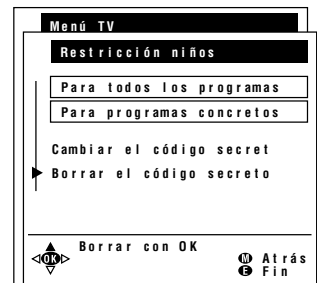 Menú TV
Restricción niños
Para todos los programas
Para programas concretos
Cambiar el código secret
Borrar el código secreto
Borrar con OK
OK
M Atrás
E Fin